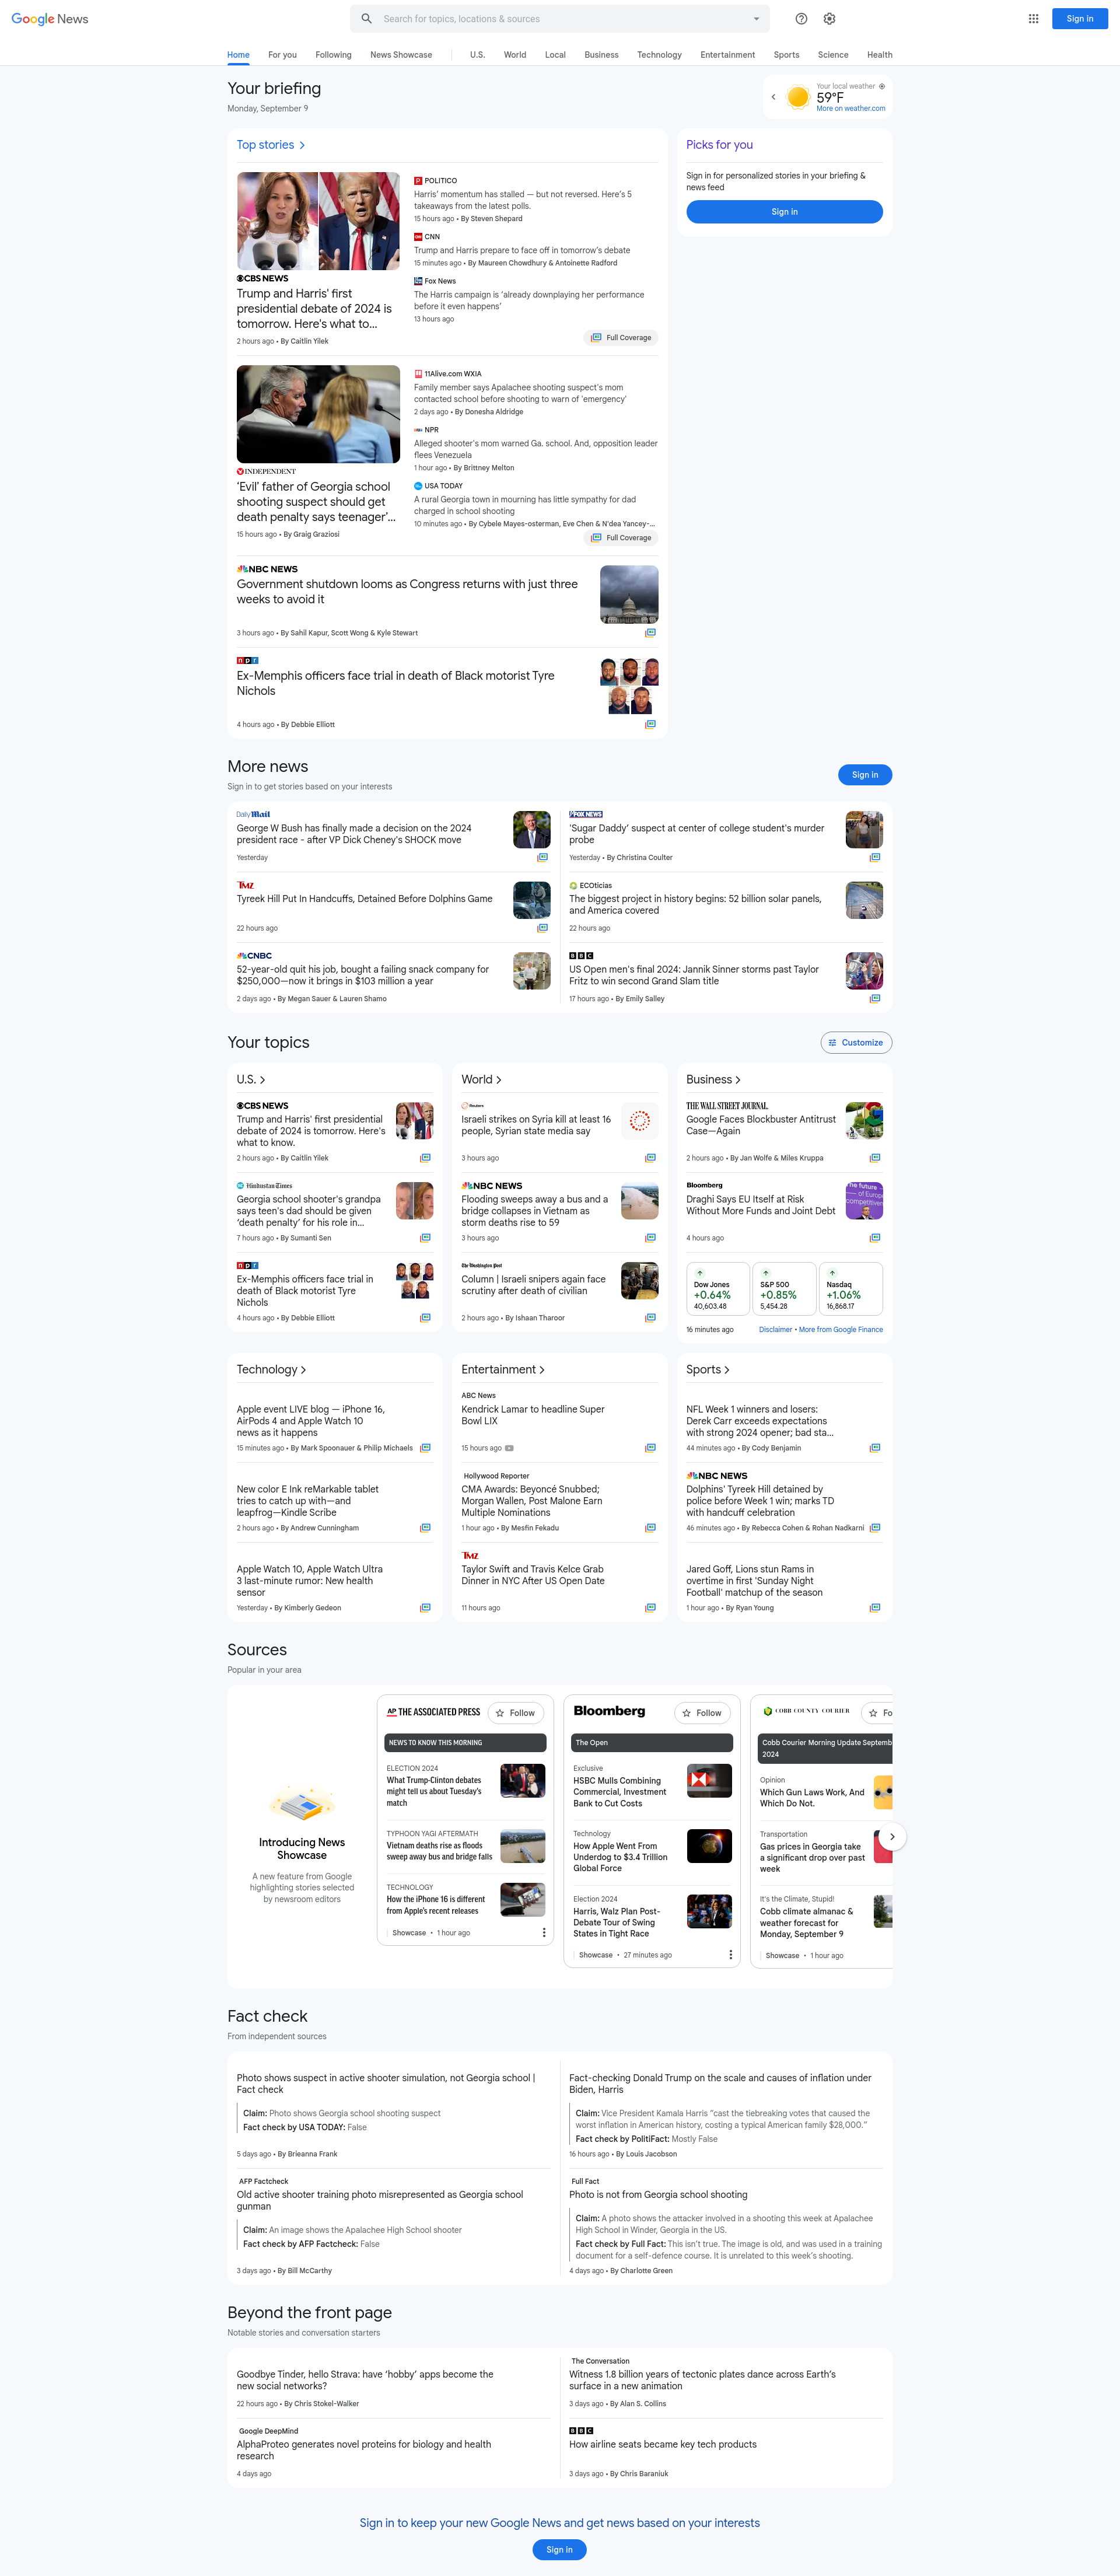 Google News
Search for topics, locations & sources
Sign in
Home
For you
Following
News Showcase
U.S.
World
Local
Business
Technology
Entertainment
Sports
Science
Health
Your briefing
Monday, September 9
Your local weather
59°F
More on weather.com
Top stories
CBS NEWS
Trump and Harris' first
presidential debate of 2024 is
tomorrow. Here's what to...
2 hours ago • By Caitlin Yilek
POLITICO
Harris' momentum has stalled — but not reversed. Here's 5
takeaways from the latest polls.
15 hours ago • By Steven Shepard
CNN
Trump and Harris prepare to face off in tomorrow's debate
15 minutes ago • By Maureen Chowdhury & Antoinette Radford
Fox News
The Harris campaign is 'already downplaying her performance
before it even happens'
13 hours ago
Full Coverage
INDEPENDENT
'Evil' father of Georgia school
shooting suspect should get
death penalty says teenager'...
15 hours ago • By Graig Graziosi
11Alive.com WXIA
Family member says Apalachee shooting suspect's mom
contacted school before shooting to warn of 'emergency'
2 days ago • By Donesha Aldridge
NPR
Alleged shooter's mom warned Ga. school. And, opposition leader
flees Venezuela
1 hour ago • By Brittney Melton
USA TODAY
A rural Georgia town in mourning has little sympathy for dad
charged in school shooting
10 minutes ago • By Cybele Mayes-osterman, Eve Chen & N'dea Yancey-...
Full Coverage
NBC NEWS
Government shutdown looms as Congress returns with just three
weeks to avoid it
3 hours ago • By Sahil Kapur, Scott Wong & Kyle Stewart
npr
Ex-Memphis officers face trial in death of Black motorist Tyre
Nichols
4 hours ago • By Debbie Elliott
Picks for you
Sign in for personalized stories in your briefing &
news feed
Sign in
More news
Sign in to get stories based on your interests
Sign in
Daily Mail
George W Bush has finally made a decision on the 2024
president race - after VP Dick Cheney's SHOCK move
Yesterday
FOX NEWS
'Sugar Daddy' suspect at center of college student's murder
probe
Yesterday • By Christina Coulter
TMZ
Tyreek Hill Put In Handcuffs, Detained Before Dolphins Game
22 hours ago
ECOticias
The biggest project in history begins: 52 billion solar panels,
and America covered
22 hours ago
CNBC
52-year-old quit his job, bought a failing snack company for
$250,000—now it brings in $103 million a year
2 days ago • By Megan Sauer & Lauren Shamo
BBC
US Open men's final 2024: Jannik Sinner storms past Taylor
Fritz to win second Grand Slam title
17 hours ago • By Emily Salley
Your topics
Customize
U.S.
CBS NEWS
Trump and Harris' first presidential
debate of 2024 is tomorrow. Here's
what to know.
2 hours ago • By Caitlin Yilek
Hindustan Times
Georgia school shooter's grandpa
says teen's dad should be given
'death penalty' for his role in...
7 hours ago • By Sumanti Sen
npr
Ex-Memphis officers face trial in
death of Black motorist Tyre
Nichols
4 hours ago • By Debbie Elliott
World
Reuters
Israeli strikes on Syria kill at least 16
people, Syrian state media say
3 hours ago
NBC NEWS
Flooding sweeps away a bus and a
bridge collapses in Vietnam as
storm deaths rise to 59
3 hours ago
The Washington Post
Column | Israeli snipers again face
scrutiny after death of civilian
2 hours ago • By Ishaan Tharoor
Business
THE WALL STREET JOURNAL
Google Faces Blockbuster Antitrust
Case—Again
2 hours ago • By Jan Wolfe & Miles Kruppa
Bloomberg
Draghi Says EU Itself at Risk
Without More Funds and Joint Debt
4 hours ago
Dow Jones
+0.64%
40,603.48
S&P 500
+0.85%
5,454.28
Nasdaq
+1.06%
16,868.17
16 minutes ago
Disclaimer • More from Google Finance
Technology
Apple event LIVE blog — iPhone 16,
AirPods 4 and Apple Watch 10
news as it happens
15 minutes ago • By Mark Spoonauer & Philip Michaels
New color E Ink reMarkable tablet
tries to catch up with—and
leapfrog—Kindle Scribe
2 hours ago • By Andrew Cunningham
Apple Watch 10, Apple Watch Ultra
3 last-minute rumor: New health
sensor
Yesterday • By Kimberly Gedeon
Entertainment
ABC News
Kendrick Lamar to headline Super
Bowl LIX
15 hours ago
Hollywood Reporter
CMA Awards: Beyoncé Snubbed;
Morgan Wallen, Post Malone Earn
Multiple Nominations
1 hour ago • By Mesfin Fekadu
TMZ
Taylor Swift and Travis Kelce Grab
Dinner in NYC After US Open Date
11 hours ago
Sports
NFL Week 1 winners and losers:
Derek Carr exceeds expectations
with strong 2024 opener; bad sta...
44 minutes ago • By Cody Benjamin
NBC NEWS
Dolphins' Tyreek Hill detained by
police before Week 1 win; marks TD
with handcuff celebration
46 minutes ago • By Rebecca Cohen & Rohan Nadkarni
Jared Goff, Lions stun Rams in
overtime in first 'Sunday Night
Football' matchup of the season
1 hour ago • By Ryan Young
Sources
Popular in your area
Introducing News
Showcase
A new feature from Google
highlighting stories selected
by newsroom editors
AP THE ASSOCIATED PRESS
Follow
NEWS TO KNOW THIS MORNING
ELECTION 2024
What Trump-Clinton debates
might tell us about Tuesday's
match
TYPHOON YAGI AFTERMATH
Vietnam deaths rise as floods
sweep away bus and bridge falls
TECHNOLOGY
How the iPhone 16 is different
from Apple's recent releases
Showcase • 1 hour ago
Bloomberg
Follow
The Open
Exclusive
HSBC Mulls Combining
Commercial, Investment
Bank to Cut Costs
Technology
How Apple Went From
Underdog to $3.4 Trillion
Global Force
Election 2024
Harris, Walz Plan Post-
Debate Tour of Swing
States in Tight Race
Showcase • 27 minutes ago
COBB COUNTY COURIER
Fo
Cobb Courier Morning Update Septemb
2024
Opinion
Which Gun Laws Work, And
Which Do Not.
Transportation
Gas prices in Georgia take
a significant drop over past
week
It's the Climate, Stupid!
Cobb climate almanac &
weather forecast for
Monday, September 9
Showcase • 1 hour ago
Fact check
From independent sources
Photo shows suspect in active shooter simulation, not Georgia school |
Fact check
Claim: Photo shows Georgia school shooting suspect
Fact check by USA TODAY: False
5 days ago • By Brieanna Frank
Fact-checking Donald Trump on the scale and causes of inflation under
Biden, Harris
Claim: Vice President Kamala Harris "cast the tiebreaking votes that caused the
worst inflation in American history, costing a typical American family $28,000."
Fact check by PolitiFact: Mostly False
16 hours ago • By Louis Jacobson
AFP Factcheck
Old active shooter training photo misrepresented as Georgia school
gunman
Claim: An image shows the Apalachee High School shooter
Fact check by AFP Factcheck: False
3 days ago • By Bill McCarthy
Full Fact
Photo is not from Georgia school shooting
Claim: A photo shows the attacker involved in a shooting this week at Apalachee
High School in Winder, Georgia in the US.
Fact check by Full Fact: This isn't true. The image is old, and was used in a training
document for a self-defence course. It is unrelated to this week's shooting.
4 days ago • By Charlotte Green
Beyond the front page
Notable stories and conversation starters
Goodbye Tinder, hello Strava: have 'hobby' apps become the
new social networks?
22 hours ago • By Chris Stokel-Walker
The Conversation
Witness 1.8 billion years of tectonic plates dance across Earth's
surface in a new animation
3 days ago • By Alan S. Collins
Google DeepMind
AlphaProteo generates novel proteins for biology and health
research
4 days ago
BBC
How airline seats became key tech products
3 days ago • By Chris Baraniuk
Sign in to keep your new Google News and get news based on your interests
Sign in